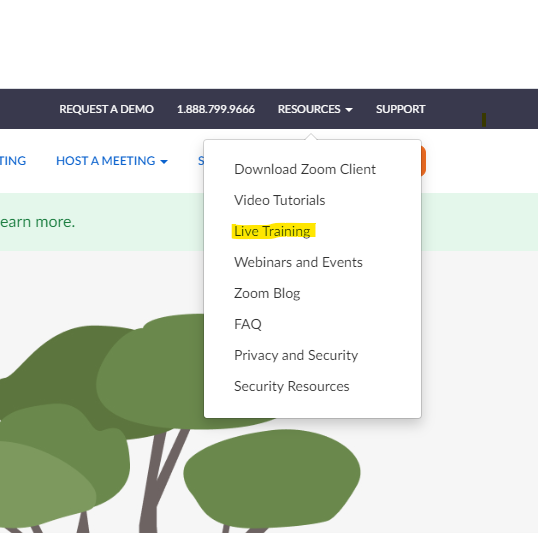 REQUEST A DEMO 1.888.799.9666 RESOURCES SUPPORT
TING HOST A MEETING S
Download Zoom Client
Video Tutorials
earn more.
Live Training
Webinars and Events
Zoom Blog
FAQ
Privacy and Security
Security Resources